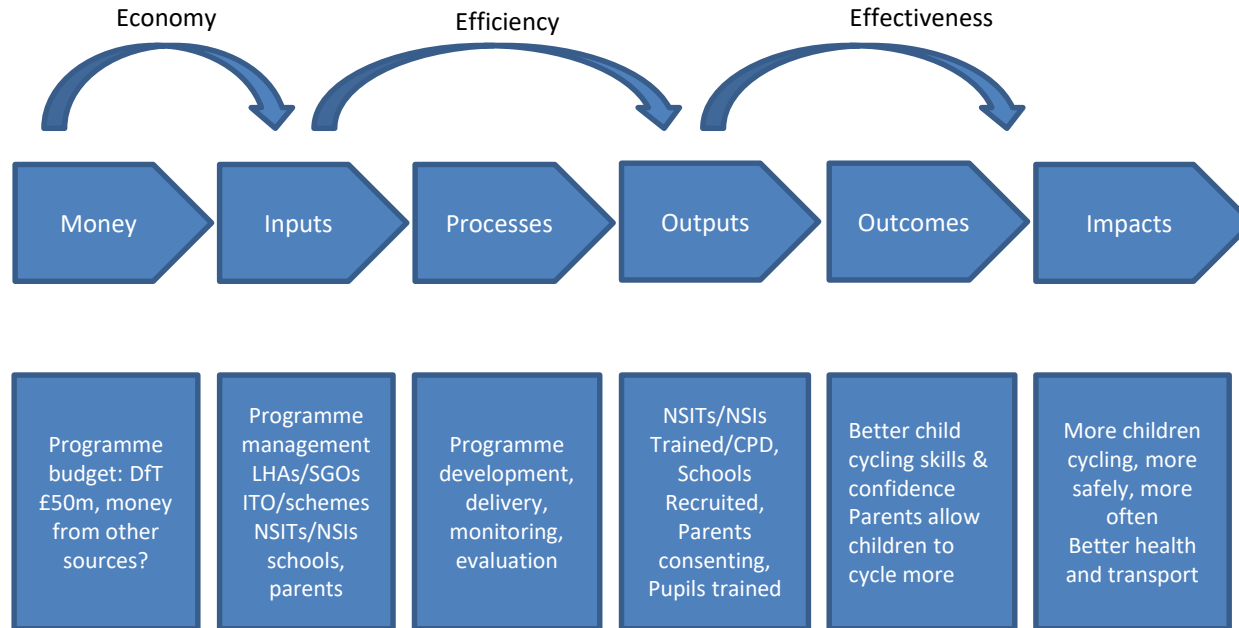 Economy
Efficiency
Effectiveness
Money
Inputs
Processes
Outputs
Outcomes
Impacts
Programme
budget: DfT
£50m, money
from other
sources?
Programme
management
LHAs/SGOs
ITO/schemes
NSITs/NSIs
schools,
parents
Programme
development,
delivery,
monitoring,
evaluation
NSITs/NSIs
Trained/CPD,
Schools
Recruited,
Parents
consenting,
Pupils trained
Better child
cycling skills &
confidence
Parents allow
children to
cycle more
More children
cycling, more
safely, more
often
Better health
and transport